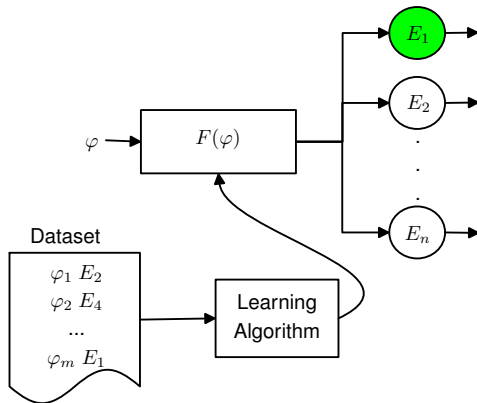 E₁
E₂
.
.
.
Eₙ
φ
F(φ)
Dataset
φ₁ E₂
φ₂ E₄
...
φₘ E₁
Learning
Algorithm